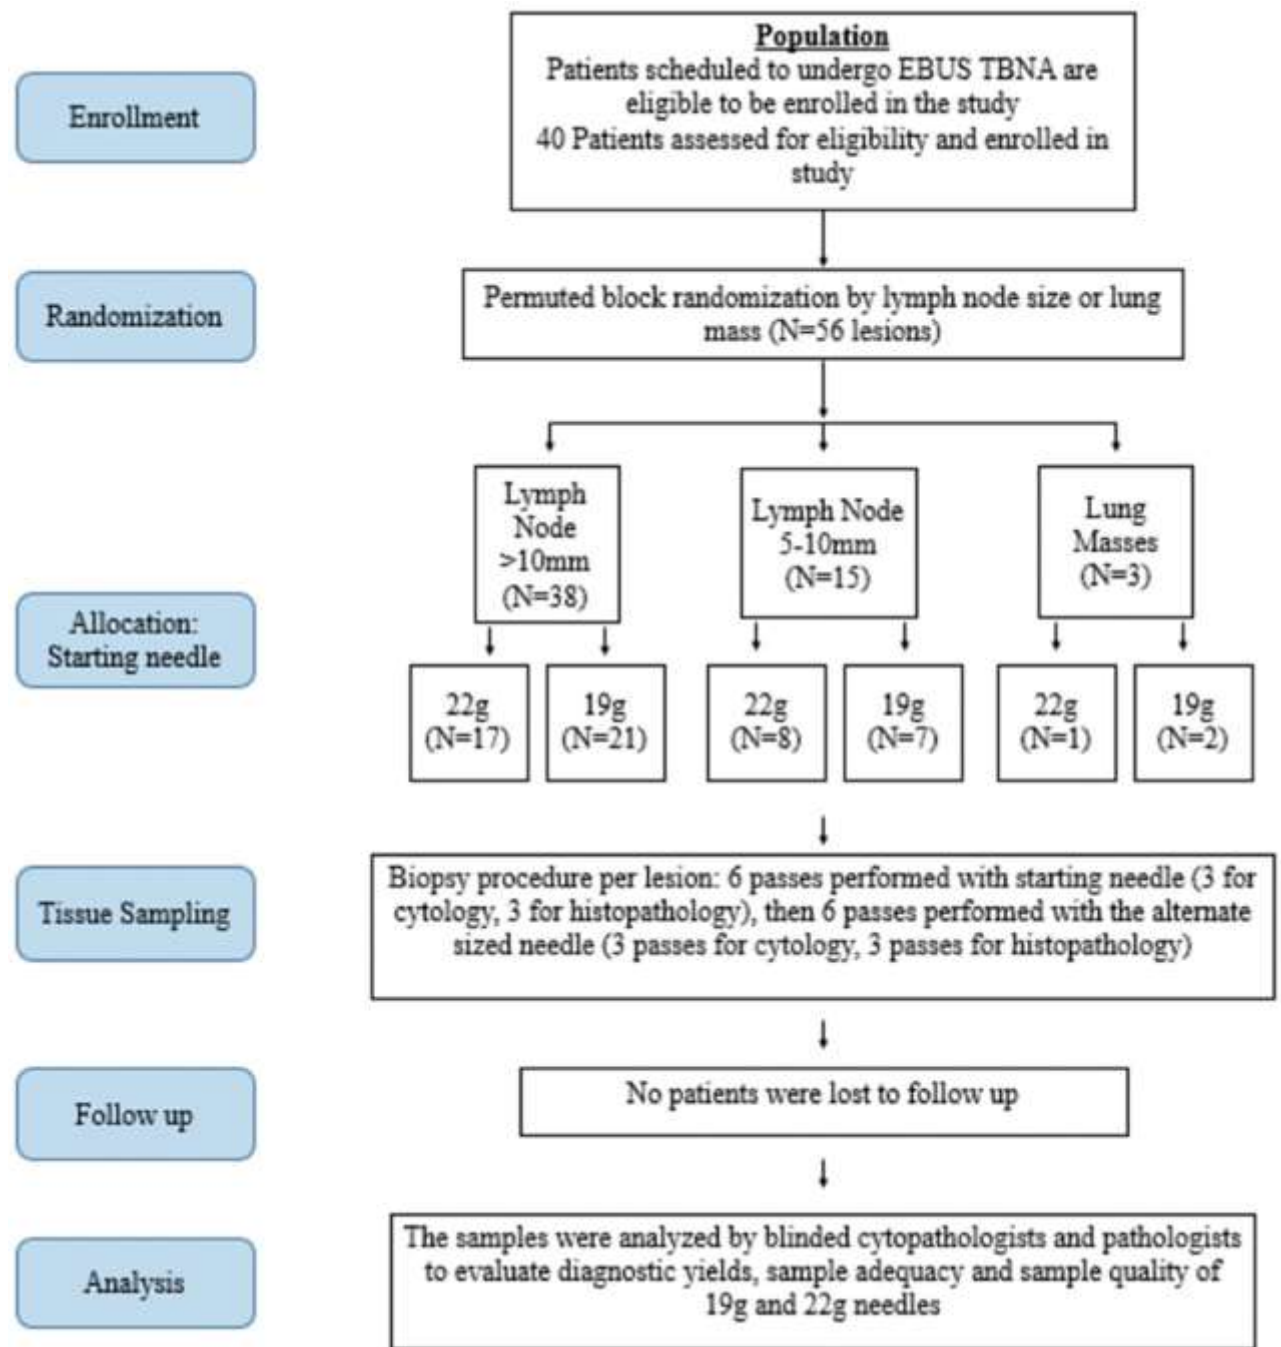 Enrollment
Population
Patients scheduled to undergo EBUS TBNA are
eligible to be enrolled in the study
40 Patients assessed for eligibility and enrolled in
study
Randomization
Permuted block randomization by lymph node size or lung
mass (N=56 lesions)
Allocation:
Starting needle
Lymph
Node
>10mm
(N=38)
Lymph Node
5-10mm
(N=15)
Lung
Masses
(N=3)
22g
(N=17)
19g
(N=21)
22g
(N=8)
19g
(N=7)
22g
(N=1)
19g
(N=2)
Tissue Sampling
Biopsy procedure per lesion: 6 passes performed with starting needle (3 for
cytology, 3 for histopathology), then 6 passes performed with the alternate
sized needle (3 passes for cytology, 3 passes for histopathology)
Follow up
No patients were lost to follow up
Analysis
The samples were analyzed by blinded cytopathologists and pathologists
to evaluate diagnostic yields, sample adequacy and sample quality of
19g and 22g needles